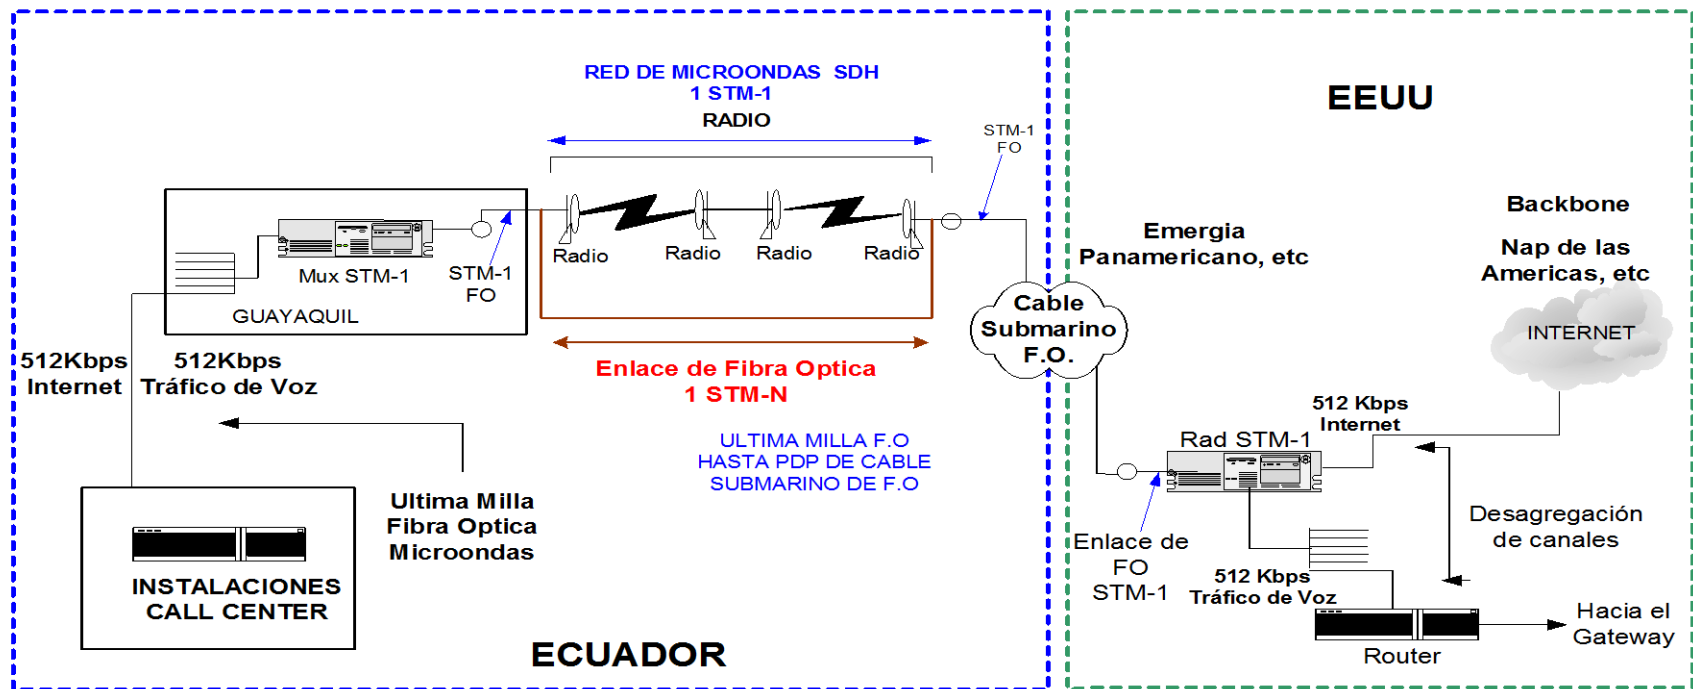 RED DE MICROONDAS SDH
1 STM-1
RADIO
STM-1
FO
Mux STM-1
STM-1
FO
GUAYAQUIL
Radio
Radio
Radio
Radio
512Kbps
Internet
512Kbps
Tráfico de Voz
Enlace de Fibra Optica
1 STM-N
ULTIMA MILLA F.O
HASTA PDP DE CABLE
SUBMARINO DE F.O
Ultima Milla
Fibra Optica
Microondas
INSTALACIONES
CALL CENTER
ECUADOR
Cable
Submarino
F.O.
EEUU
Emergia
Panamericano, etc
Backbone
Nap de las
Americas, etc
INTERNET
512 Kbps
Internet
Rad STM-1
Enlace de
FO
STM-1
512 Kbps
Tráfico de Voz
Desagregación
de canales
Router
Hacia el
Gateway